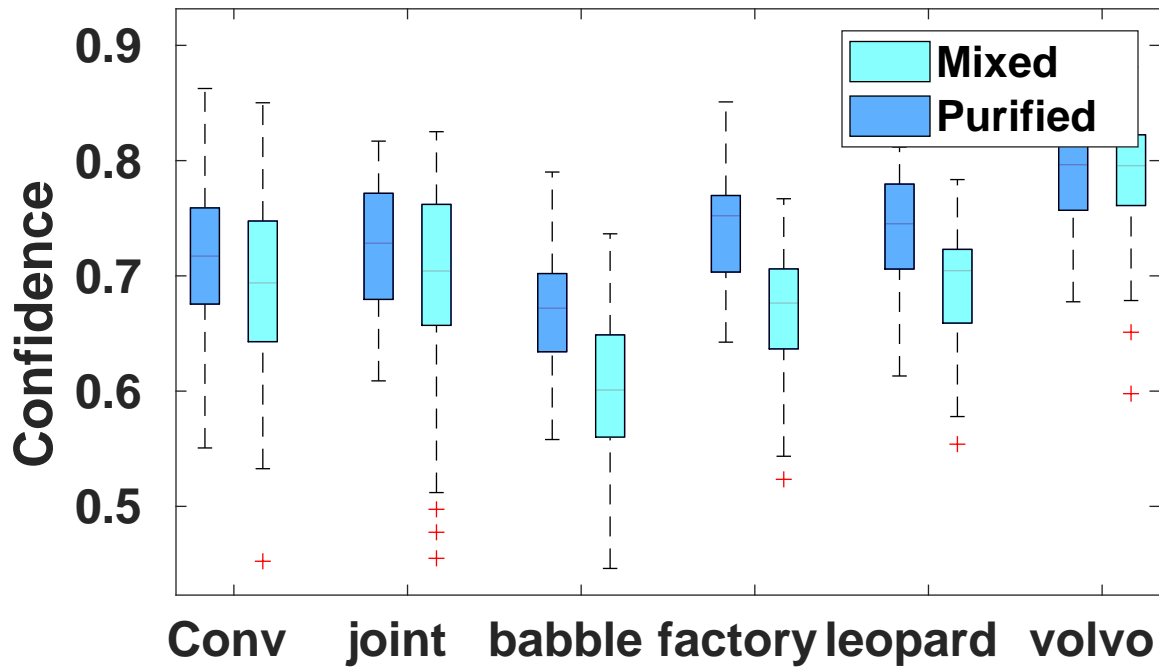 0.9
0.8
0.7
0.6
0.5
Confidence
Mixed
Purified
Conv joint babble factory leopard volvo